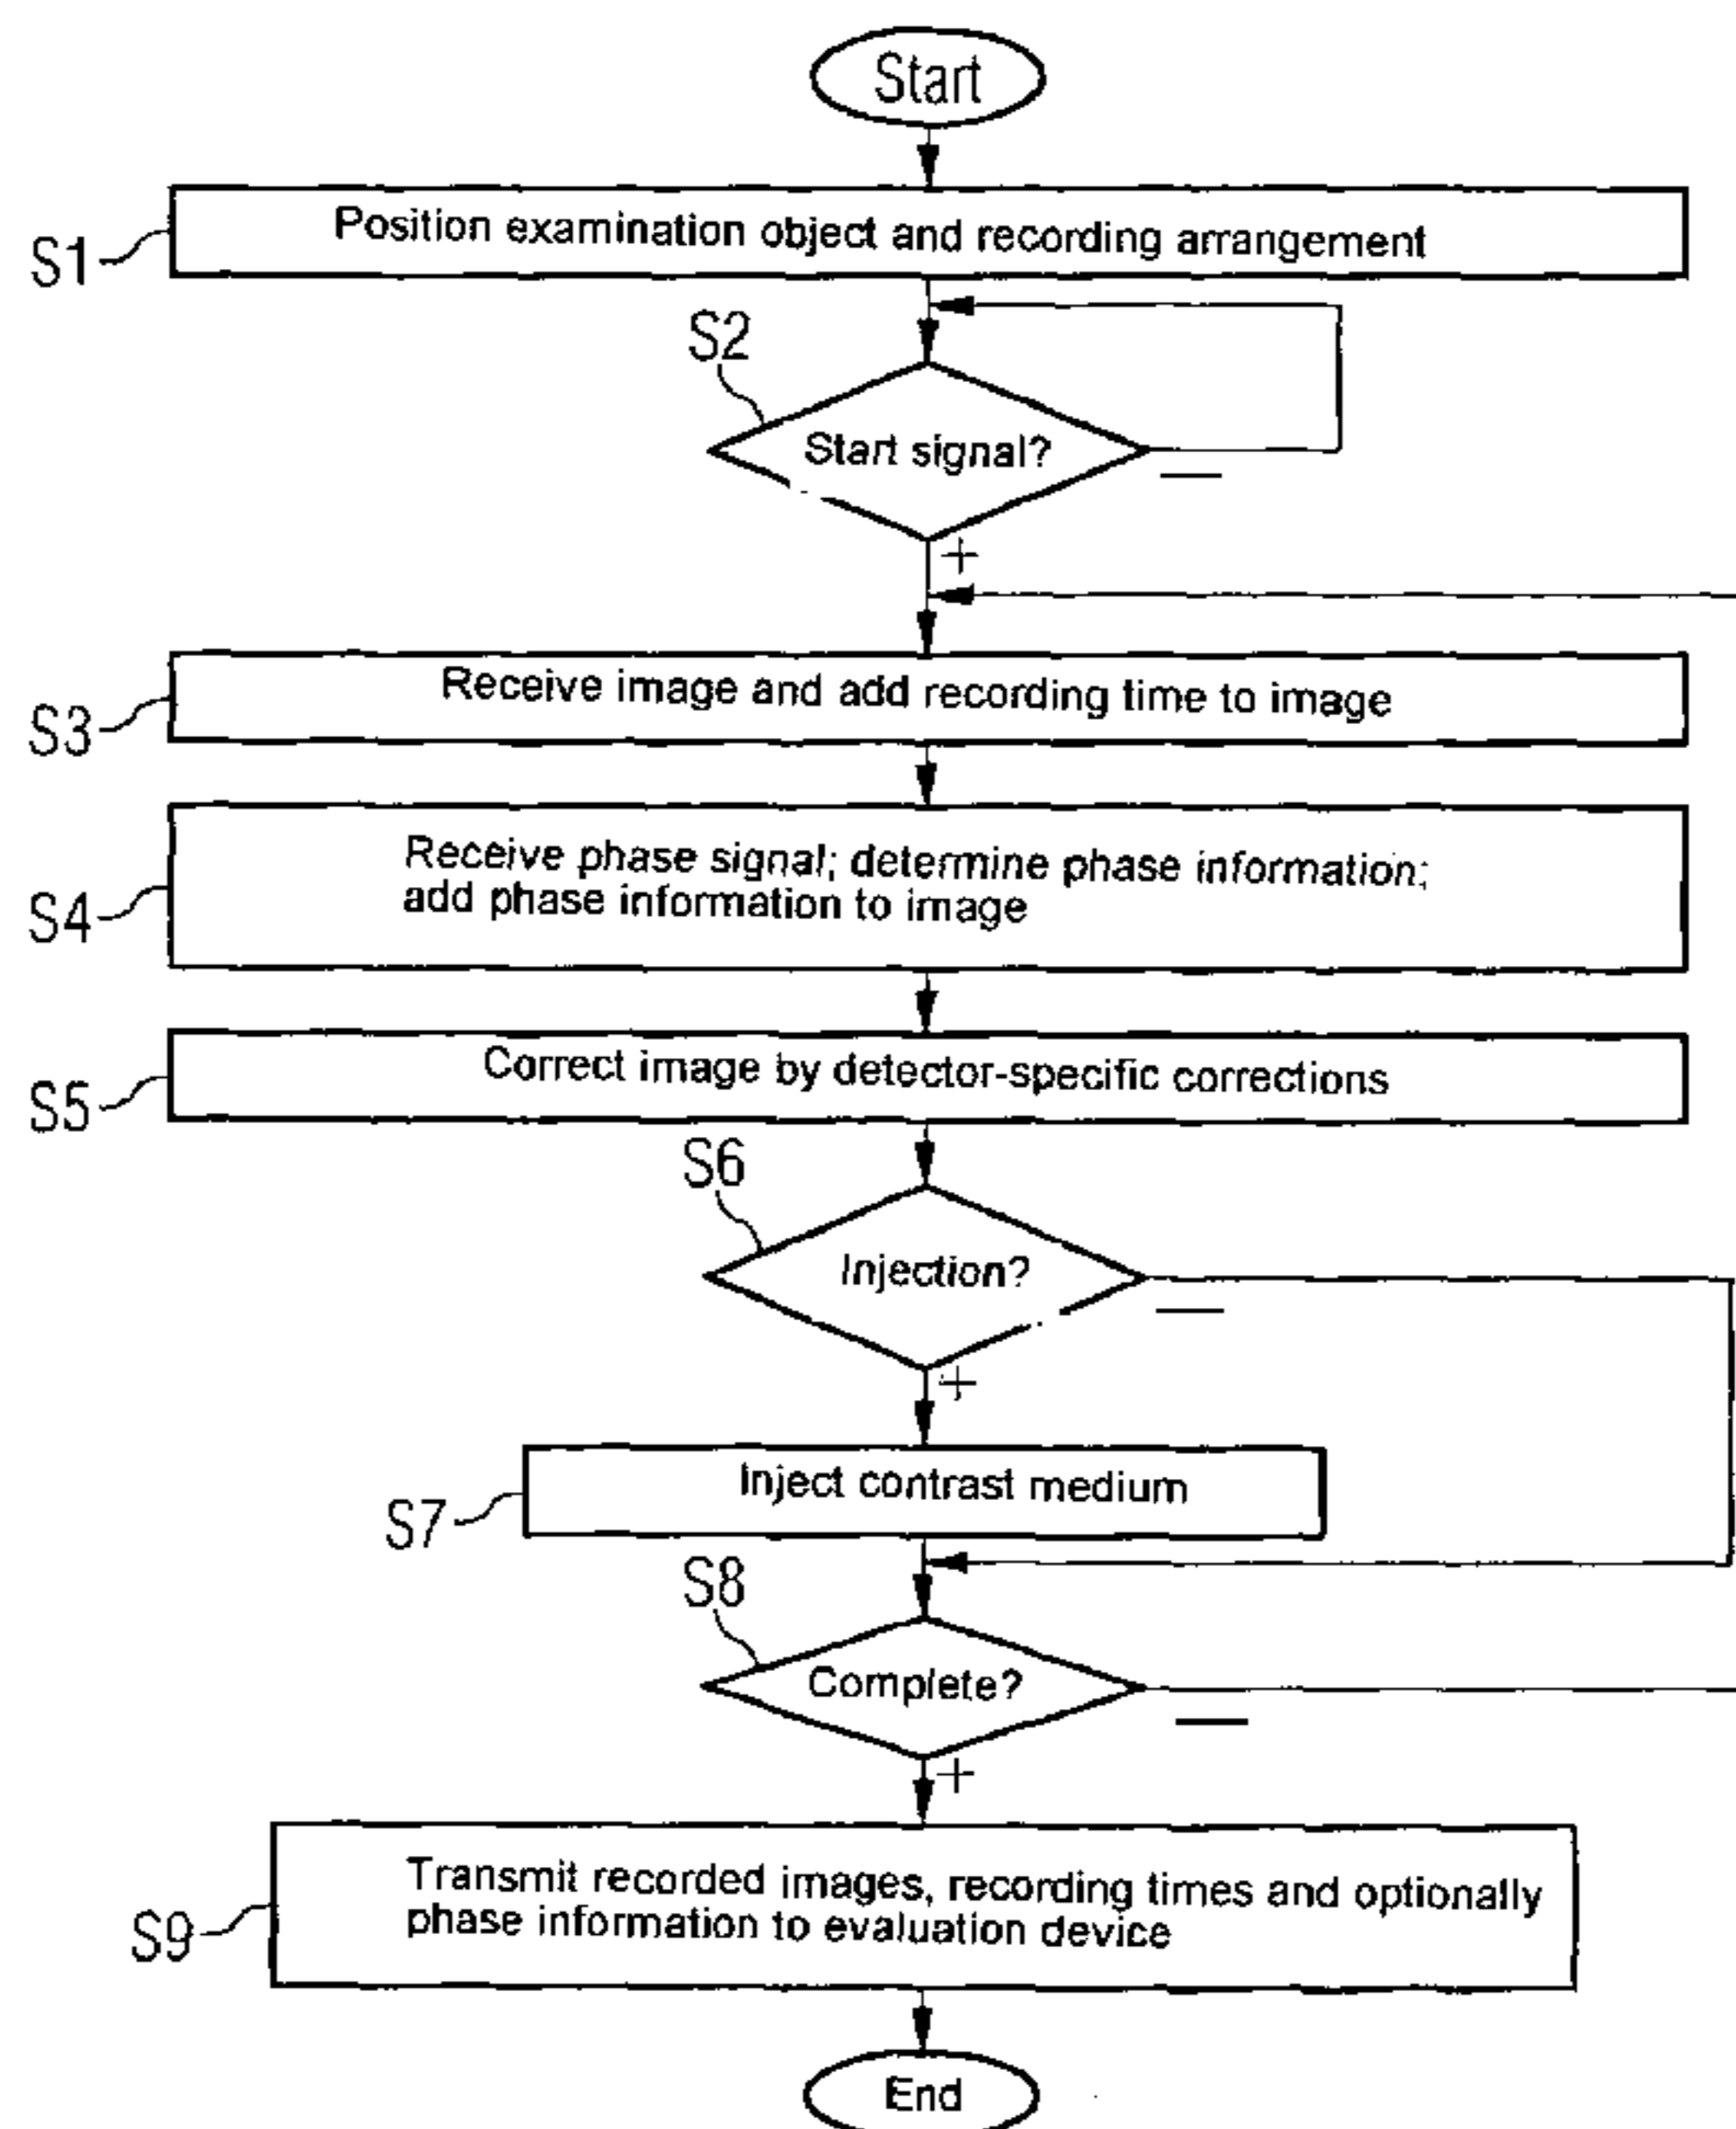 Start
S1
Position examination object and recording arrangement
S2
Start signal?
—
+
S3
Receive image and add recording time to image
S4
Receive phase signal; determine phase information;
add phase information to image
S5
Correct image by detector-specific corrections
S6
Injection?
—
+
S7
Inject contrast medium
S8
Complete?
—
+
S9
Transmit recorded images, recording times and optionally
phase information to evaluation device
End